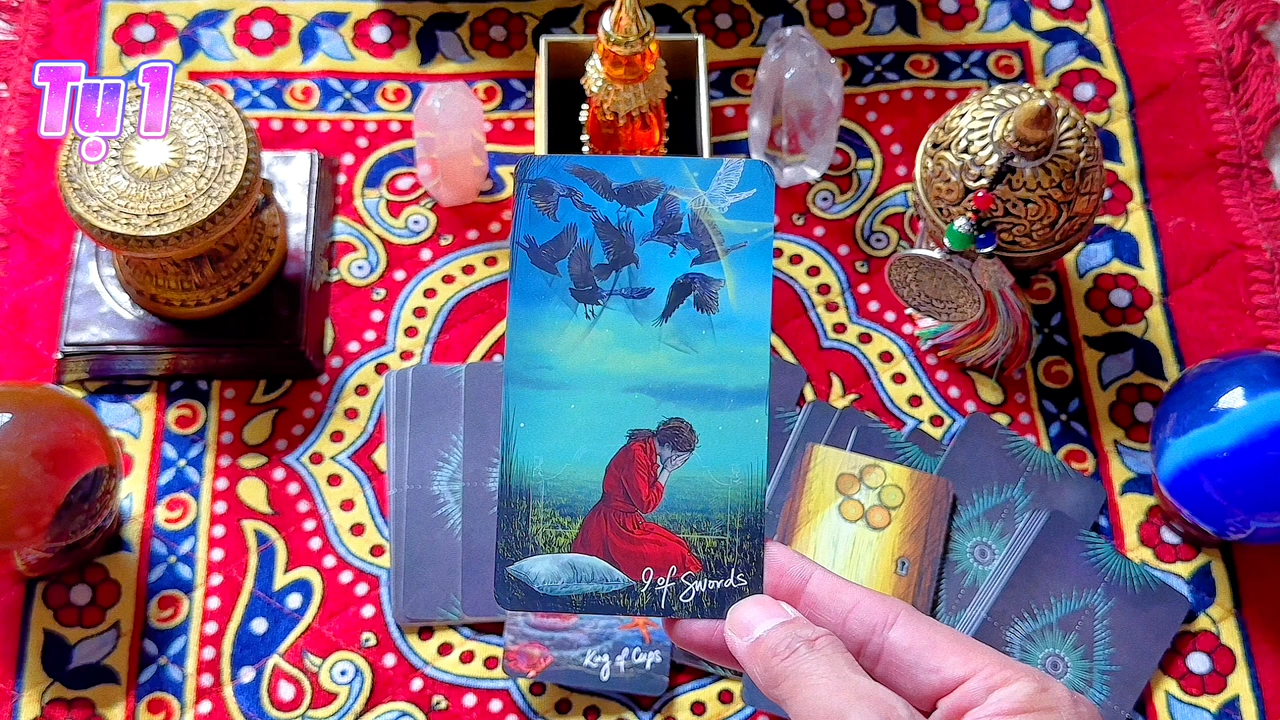 Tụ 1
9 of Swords
King of Cups